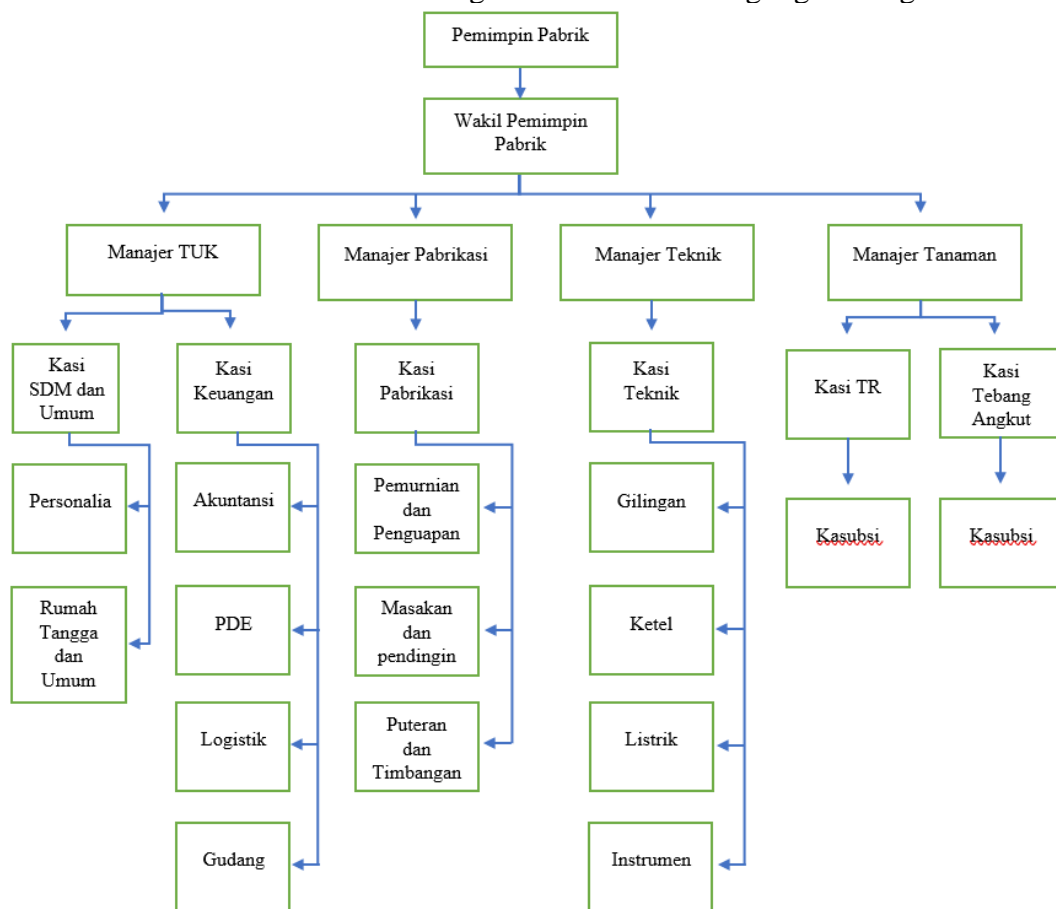 Pemimpin Pabrik
Wakil Pemimpin
Pabrik
Manajer TUK
Manajer Pabrikasi
Manajer Teknik
Manajer Tanaman
Kasi
SDM dan
Umum
Kasi
Keuangan
Kasi
Pabrikasi
Kasi
Teknik
Kasi TR
Kasi
Tebang
Angkut
Personalia
Akuntansi
Pemurnian
dan
Penguapan
Gilingan
Kasubsi
Kasubsi
Rumah
Tangga
dan
Umum
PDE
Masakan
dan
pendingin
Ketel
Logistik
Puteran
dan
Timbangan
Listrik
Gudang
Instrumen